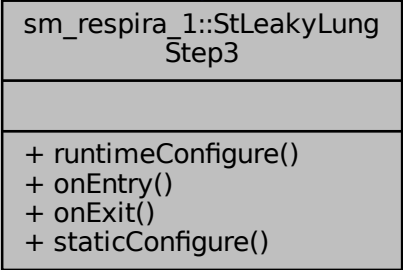 sm_respira_1::StLeakyLung
Step3
+ runtimeConfigure()
+ onEntry()
+ onExit()
+ staticConfigure()